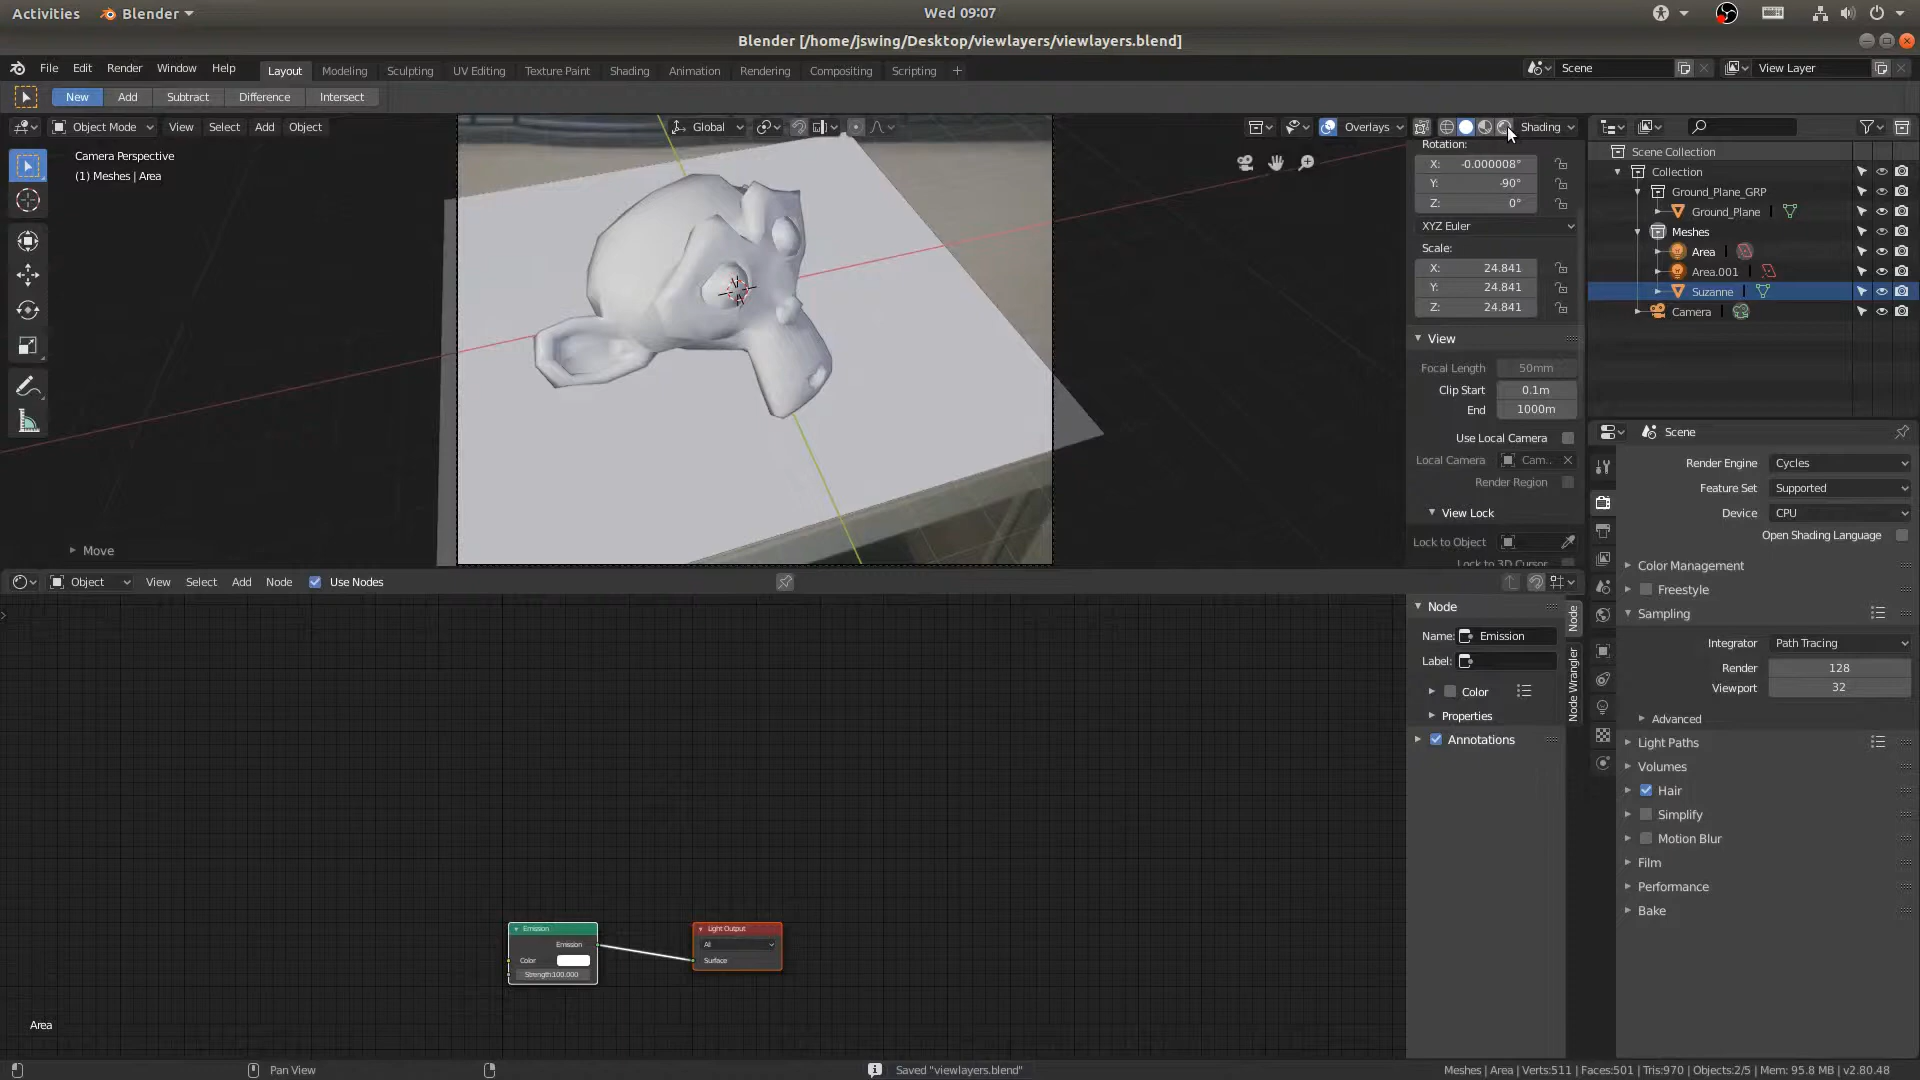 Activities
Blender
Wed 09:07
Blender [/home/jswing/Desktop/viewlayers/viewlayers.blend]
File Edit Render Window Help
Layout Modeling Sculpting UV Editing Texture Paint Shading Animation Rendering Compositing Scripting +
Scene
View Layer
New Add Subtract Difference Intersect
Object Mode View Select Add Object
Global
Overlays
Shading
Camera Perspective
(1) Meshes | Area
Rotation:
X: -0.000008°
Y: -90°
Z: 0°
XYZ Euler
Scale:
X: 24.841
Y: 24.841
Z: 24.841
View
Focal Length 50mm
Clip Start 0.1m
End 1000m
Use Local Camera
Local Camera Cam..
Render Region
View Lock
Lock to Object
Lock to 3D Cursor
Move
Scene Collection
Collection
Ground_Plane_GRP
Ground_Plane
Meshes
Area
Area.001
Suzanne
Camera
Scene
Render Engine Cycles
Feature Set Supported
Device CPU
Open Shading Language
Color Management
Freestyle
Sampling
Integrator Path Tracing
Render 128
Viewport 32
Advanced
Light Paths
Volumes
Hair
Simplify
Motion Blur
Film
Performance
Bake
Object View Select Add Node Use Nodes
Node
Name: Emission
Label:
Color
Properties
Annotations
Node
Node Wrangler
Emission
Emission
Color
Strength:100.000
Light Output
All
Surface
Area
Pan View
Saved "viewlayers.blend"
Meshes | Area | Verts:511 | Faces:501 | Tris:970 | Objects:2/5 | Mem: 95.8 MB | v2.80.48